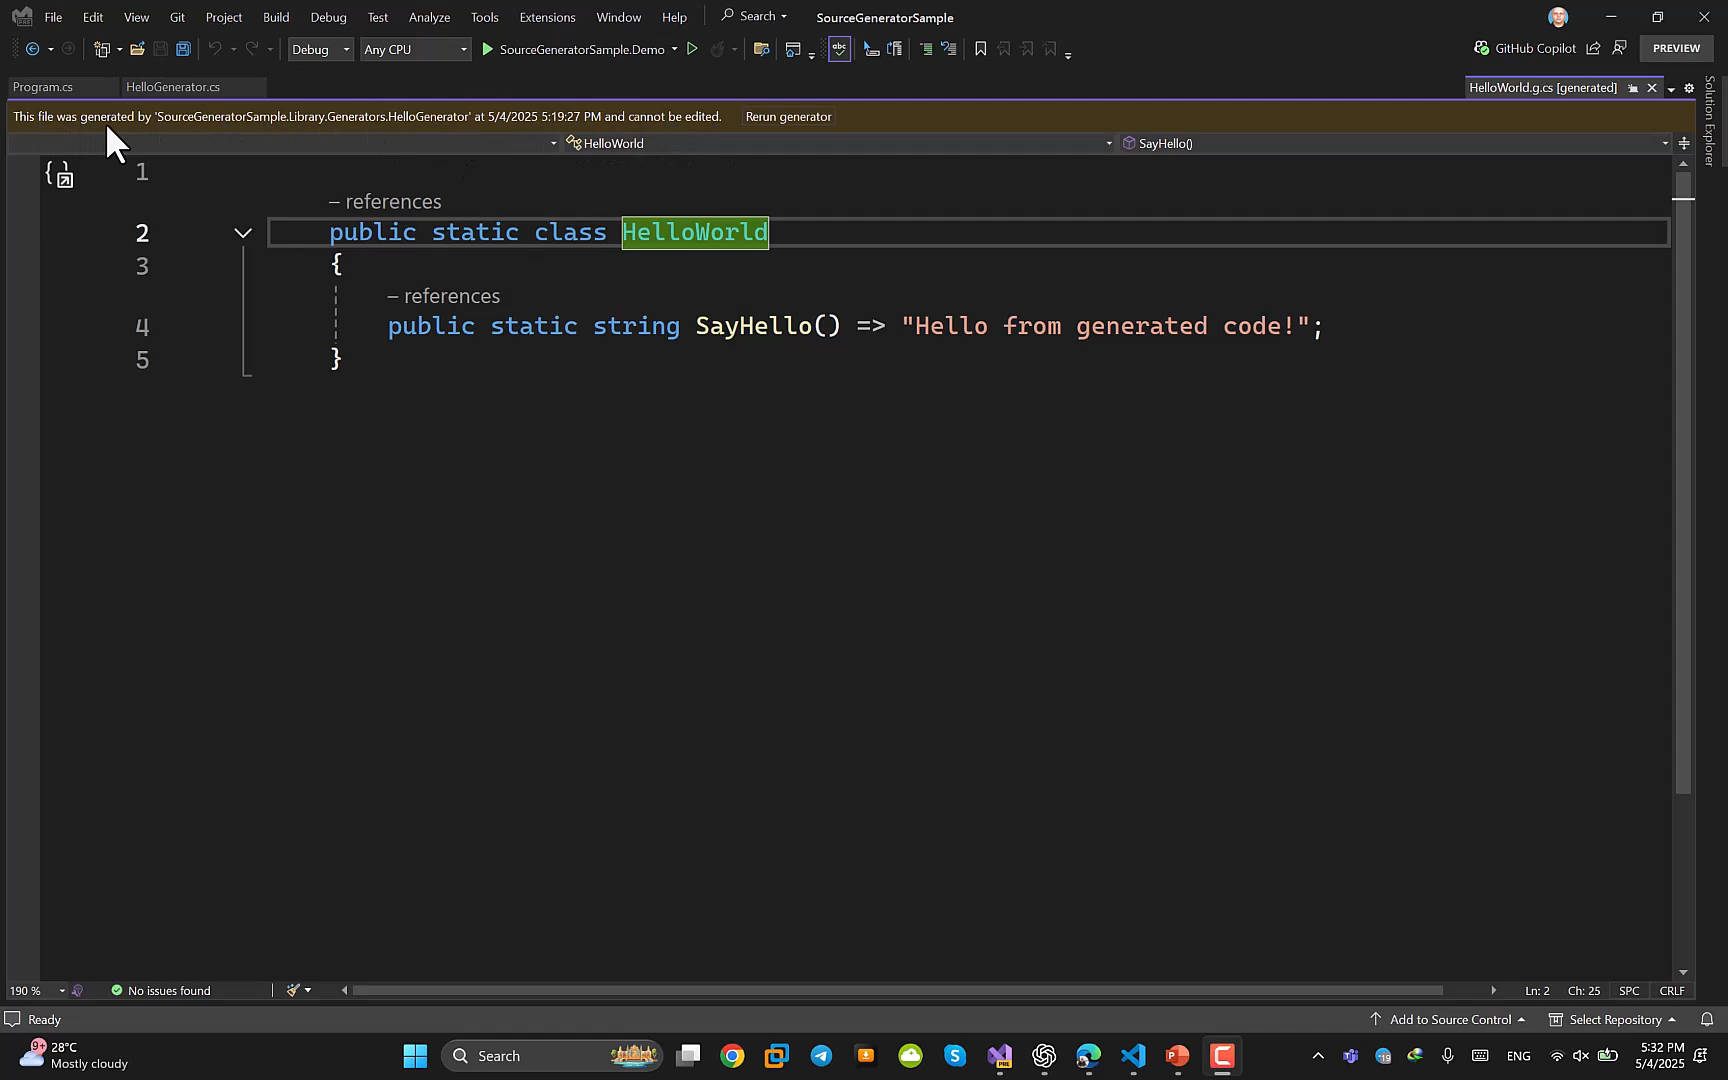 File Edit View Git Project Build Debug Test Analyze Tools Extensions Window Help Search SourceGeneratorSample
Debug Any CPU SourceGeneratorSample.Demo GitHub Copilot PREVIEW
Program.cs HelloGenerator.cs HelloWorld.g.cs [generated]
This file was generated by 'SourceGeneratorSample.Library.Generators.HelloGenerator' at 5/4/2025 5:19:27 PM and cannot be edited. Rerun generator
HelloWorld SayHello()
Solution Explorer
1
– references
2 public static class HelloWorld
3 {
– references
4 public static string SayHello() => "Hello from generated code!";
5 }
190 % No issues found Ln: 2 Ch: 25 SPC CRLF
Ready Add to Source Control Select Repository
28°C
Mostly cloudy
Search
ENG
5:32 PM
5/4/2025